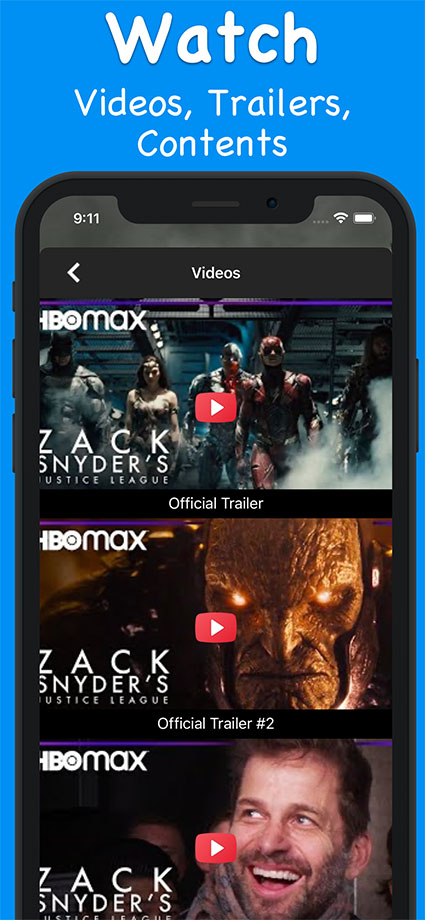 Watch
Videos, Trailers,
Contents
9:11
Videos
HBOmax
ZACK
SNYDER'S
JUSTICE LEAGUE
Official Trailer
HBOmax
ZACK
SNYDER'S
JUSTICE LEAGUE
Official Trailer #2
HBOmax
ZACK
SNYDER'S
JUSTICE LEAGUE